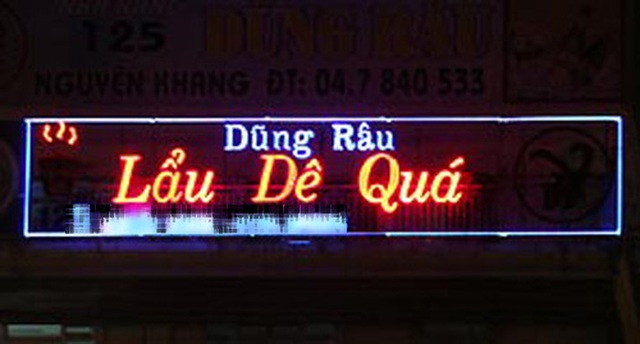 125
DŨNG RÂU
NGUYỄN KHANG ĐT: 04.7 840 533
Dũng Râu
Lẩu Dê Quá